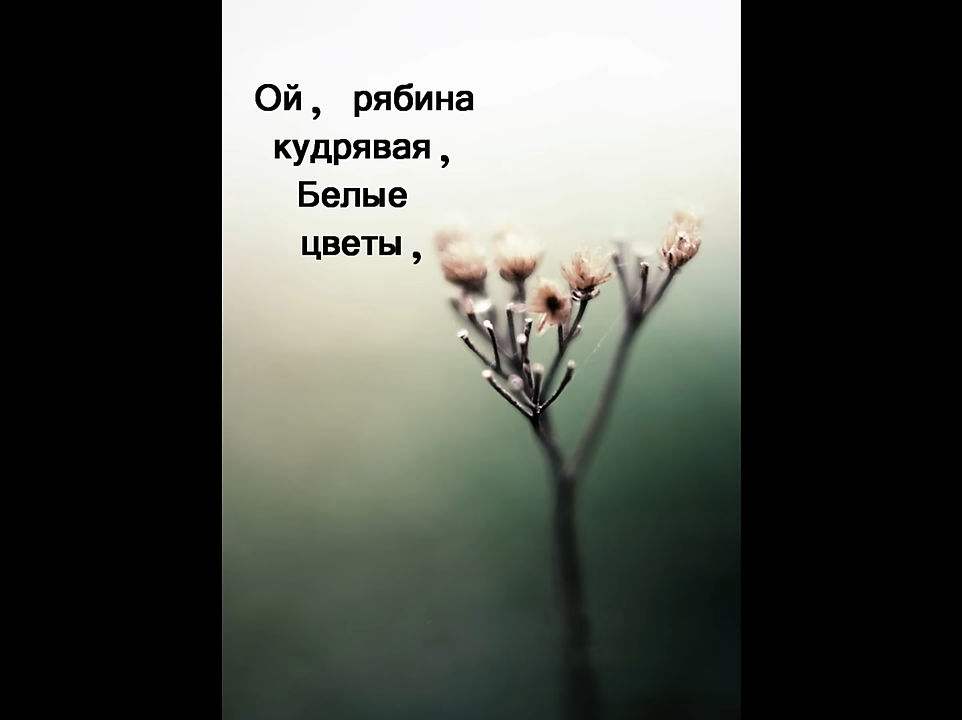 Ой, рябина
кудрявая,
Белые
цветы,